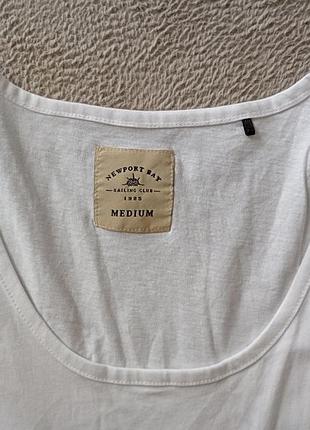 NEWPORT BAY
SAILING CLUB
1985
MEDIUM